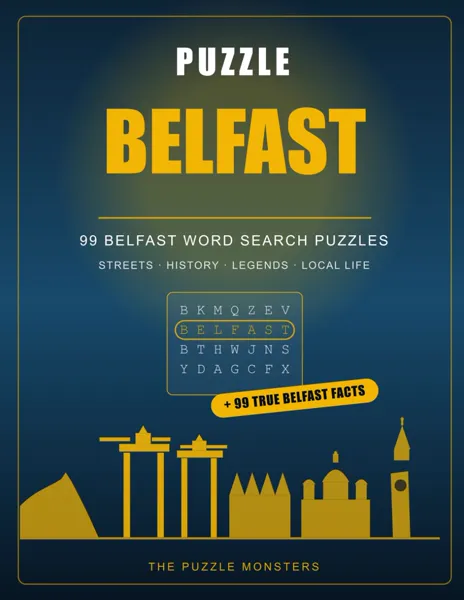 PUZZLE
BELFAST
99 BELFAST WORD SEARCH PUZZLES
STREETS · HISTORY · LEGENDS · LOCAL LIFE
B K M Q Z E V
B E L F A S T
B T H W J N S
Y D A G C F X
+ 99 TRUE BELFAST FACTS
THE PUZZLE MONSTERS